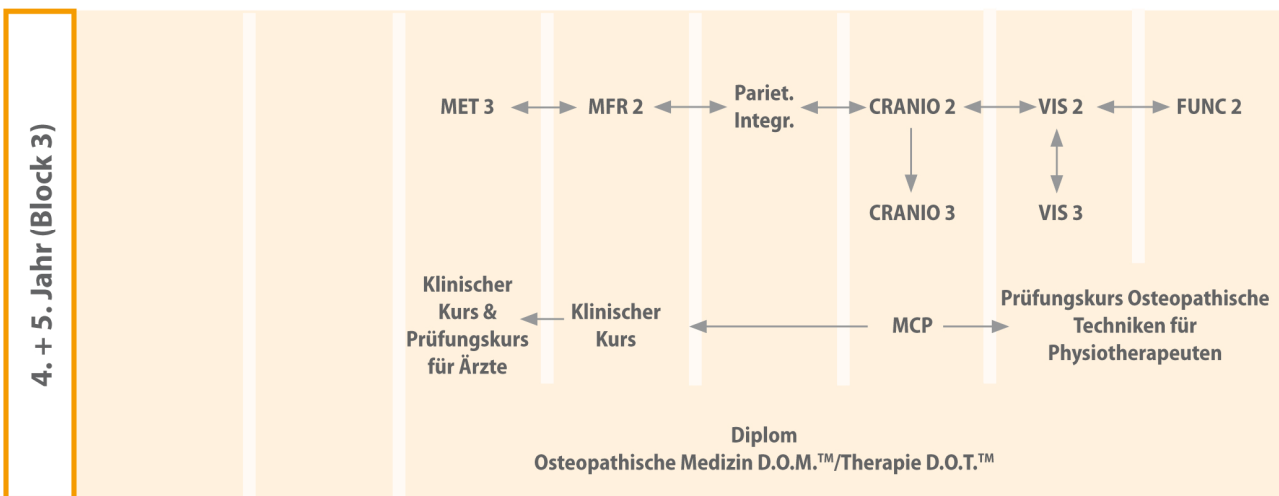 4. + 5. Jahr (Block 3)
MET 3
MFR 2
Pariet.
Integr.
CRANIO 2
VIS 2
FUNC 2
CRANIO 3
VIS 3
Klinischer
Kurs &
Prüfungskurs
für Ärzte
Klinischer
Kurs
MCP
Prüfungskurs Osteopathische
Techniken für
Physiotherapeuten
Diplom
Osteopathische Medizin D.O.M.™/Therapie D.O.T.™